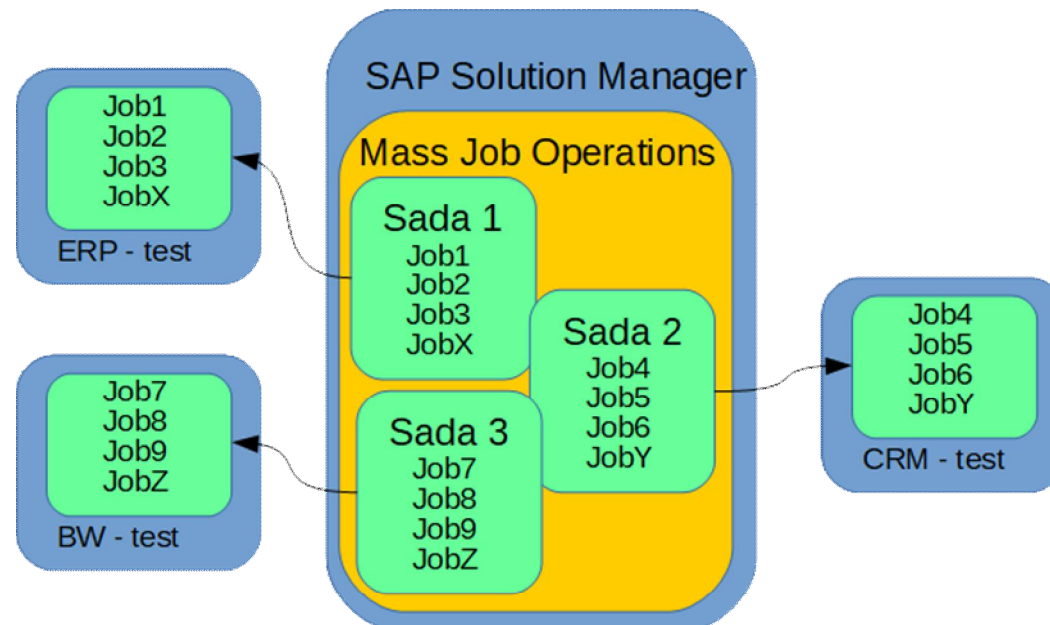 SAP Solution Manager
Mass Job Operations
Sada 1
Job1
Job2
Job3
JobX
Sada 2
Job4
Job5
Job6
JobY
Sada 3
Job7
Job8
Job9
JobZ
Job1
Job2
Job3
JobX
ERP - test
Job7
Job8
Job9
JobZ
BW - test
Job4
Job5
Job6
JobY
CRM - test